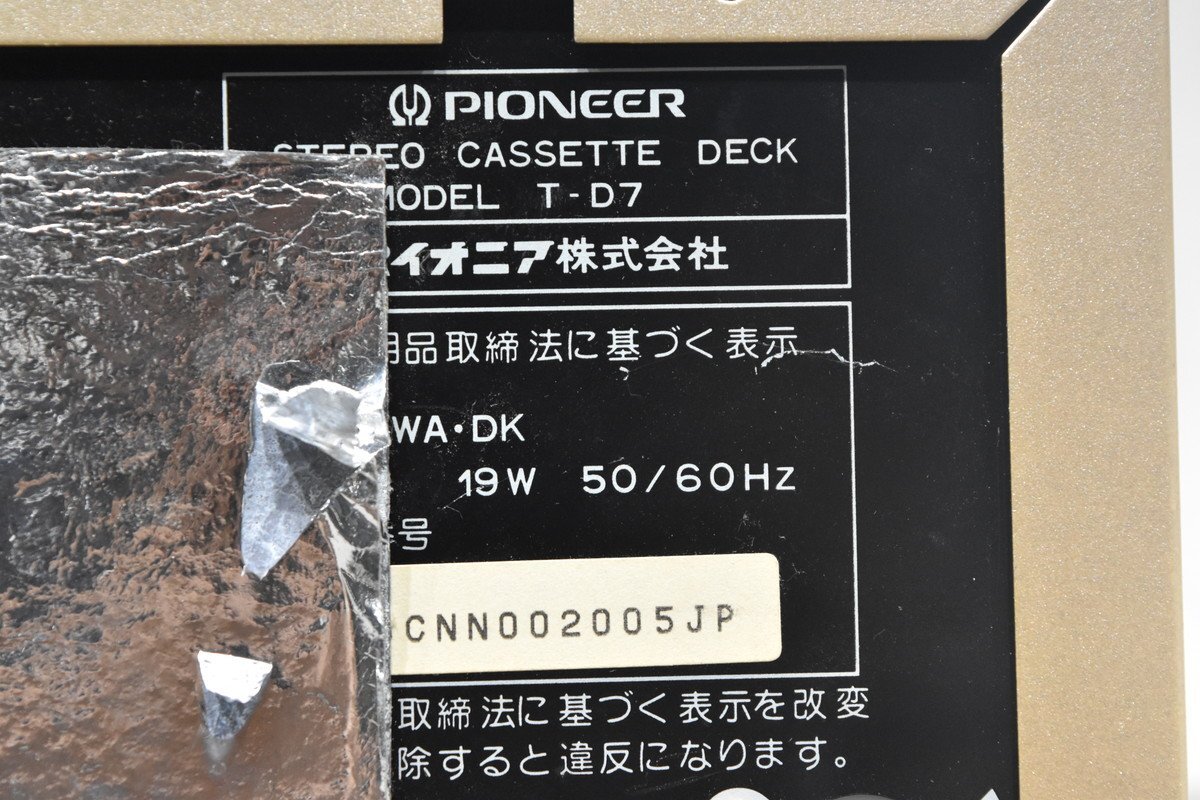 PIONEER
STEREO CASSETTE DECK
MODEL T-D7
イオニア株式会社
用品取締法に基づく表示
WA・DK
19W 50/60Hz
号
CNN002005JP
取締法に基づく表示を改変
除すると違反になります。